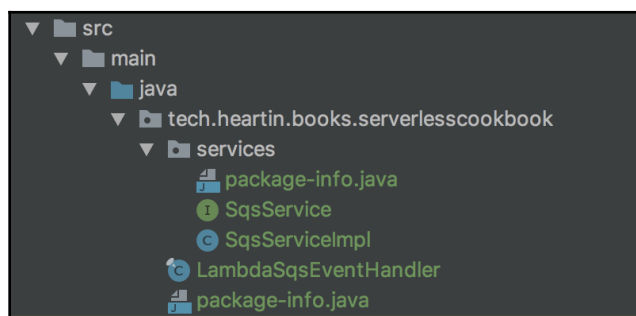 src
main
java
tech.heartin.books.serverlesscookbook
services
package-info.java
SqsService
SqsServiceImpl
LambdaSqsEventHandler
package-info.java